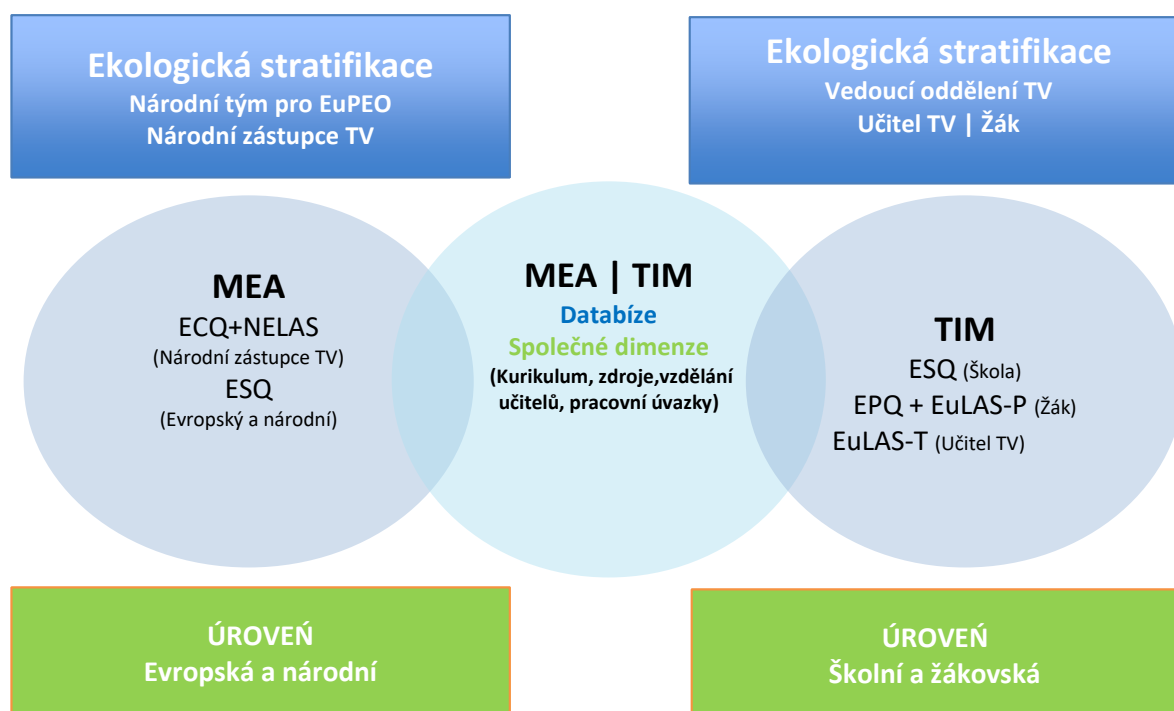 Ekologická stratifikace
Národní tým pro EuPEO
Národní zástupce TV
Ekologická stratifikace
Vedoucí oddělení TV
Učitel TV | Žák
MEA
ECQ+NELAS
(Národní zástupce TV)
ESQ
(Evropský a národní)
MEA | TIM
Databíze
Společné dimenze
(Kurikulum, zdroje,vzdělání
učitelů, pracovní úvazky)
TIM
ESQ (Škola)
EPQ + EuLAS-P (Žák)
EuLAS-T (Učitel TV)
ÚROVEŃ
Evropská a národní
ÚROVEŃ
Školní a žákovská